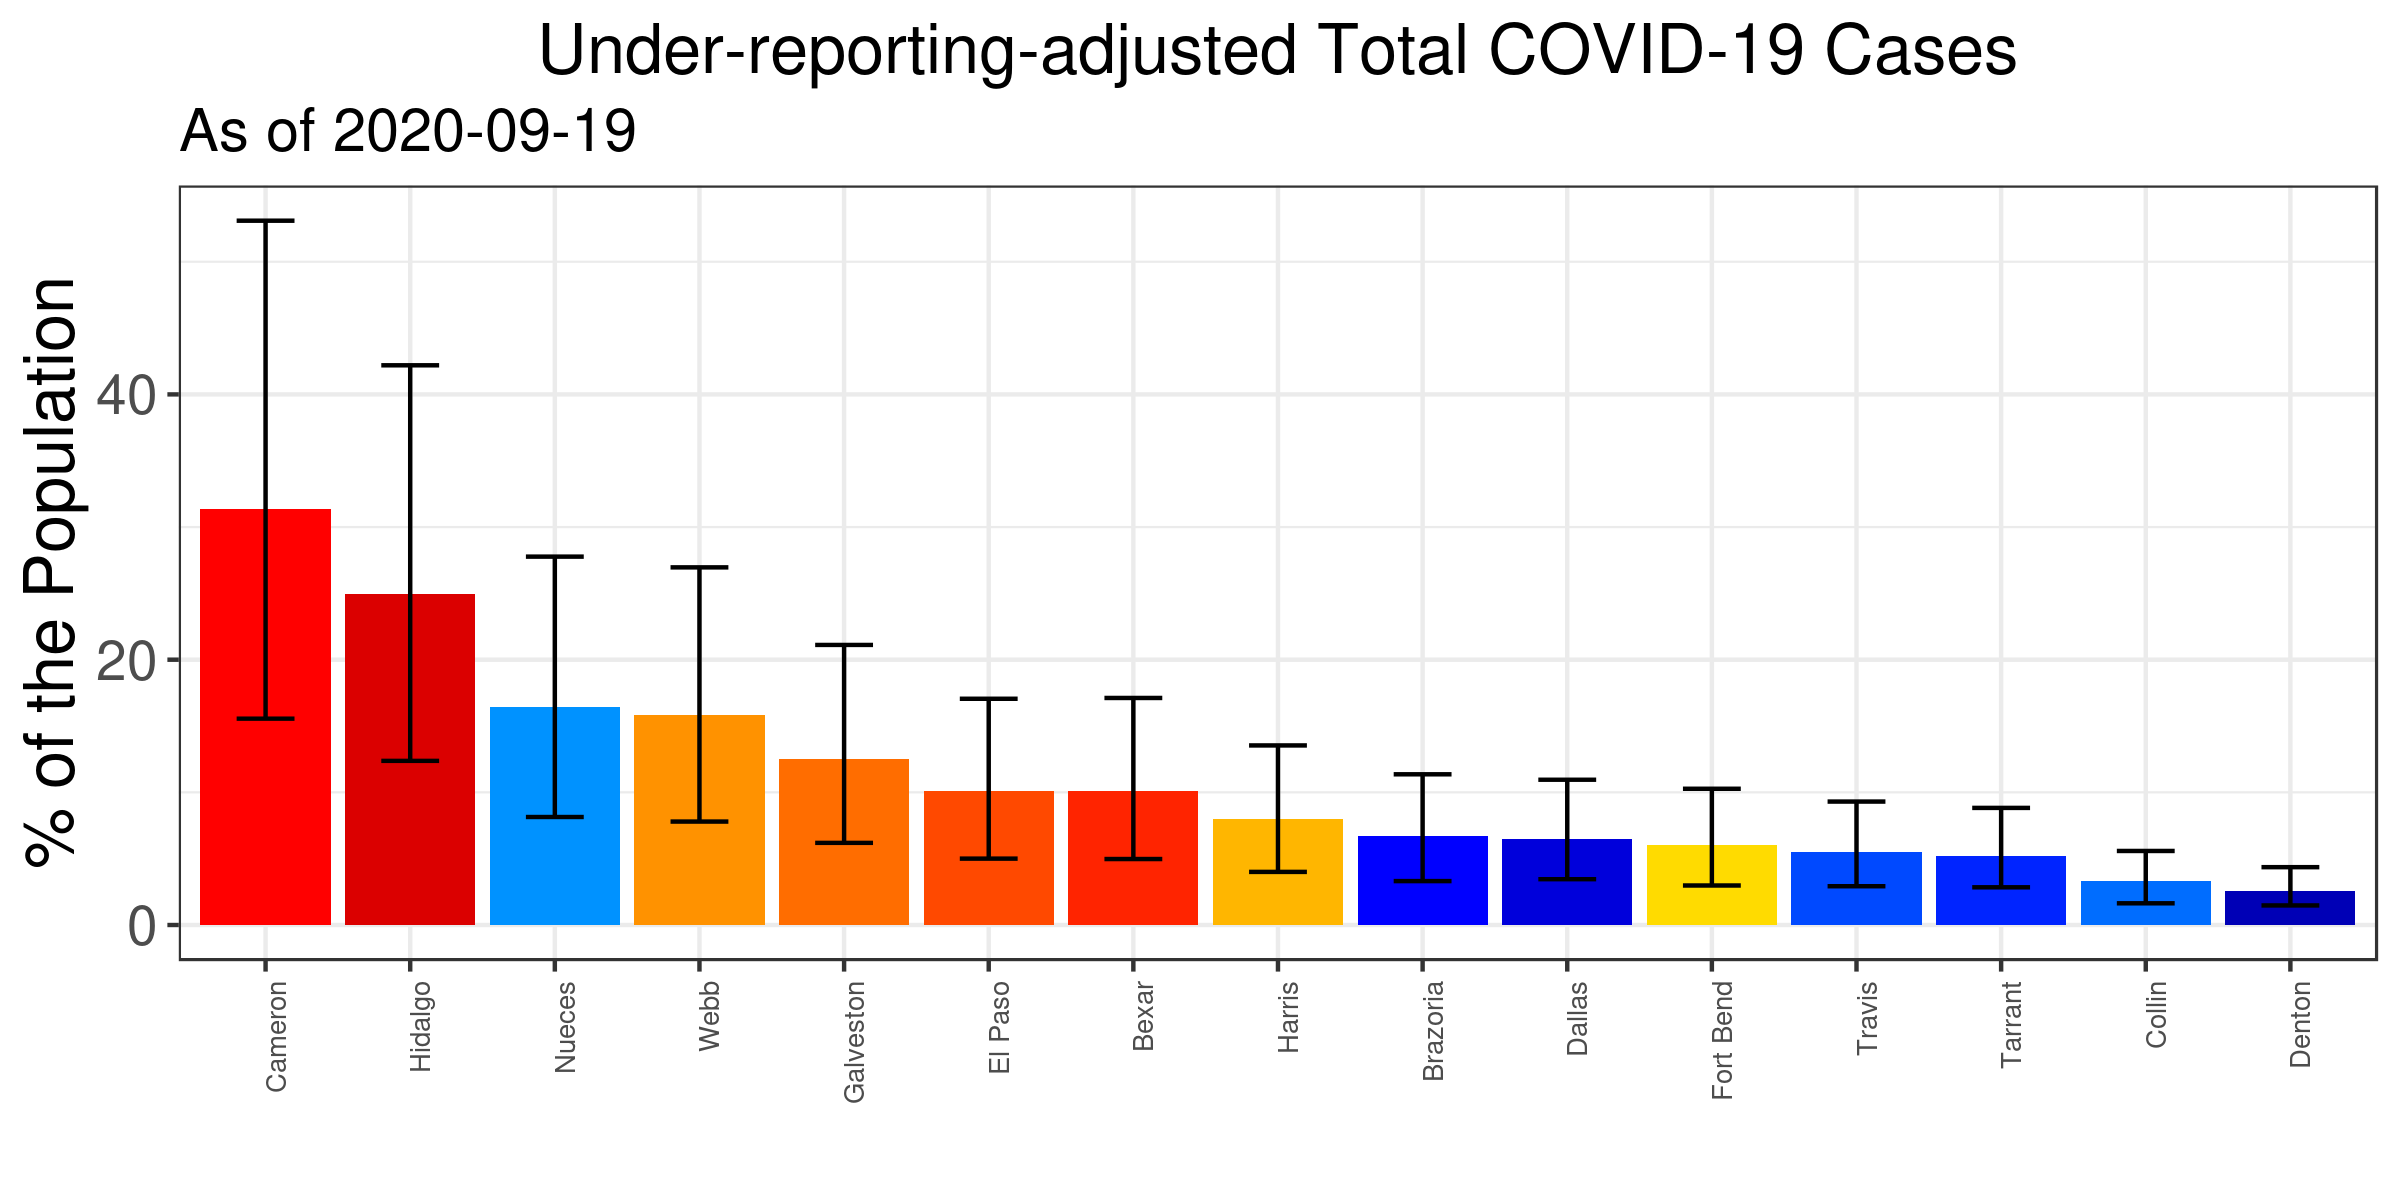 Under-reporting-adjusted Total COVID-19 Cases
As of 2020-09-19
% of the Population
40
20
0
Cameron
Hidalgo
Nueces
Webb
Galveston
El Paso
Bexar
Harris
Brazoria
Dallas
Fort Bend
Travis
Tarrant
Collin
Denton